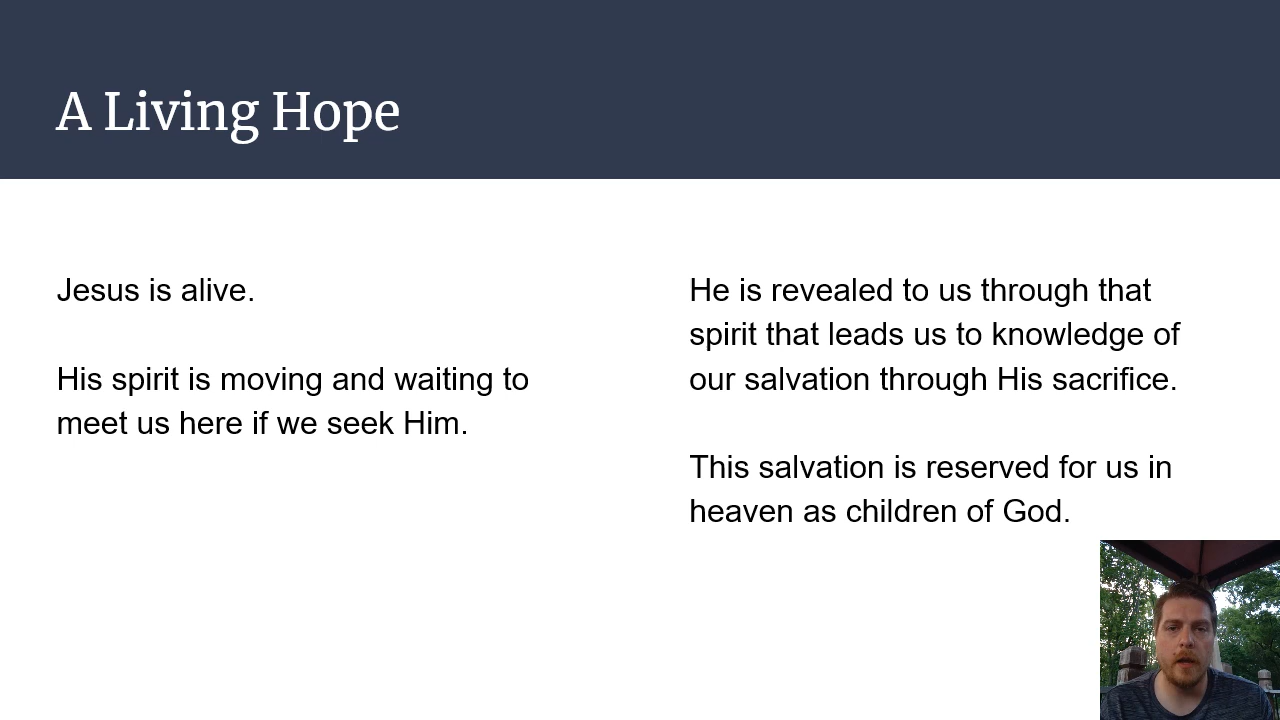 A Living Hope
Jesus is alive.
His spirit is moving and waiting to
meet us here if we seek Him.
He is revealed to us through that
spirit that leads us to knowledge of
our salvation through His sacrifice.
This salvation is reserved for us in
heaven as children of God.